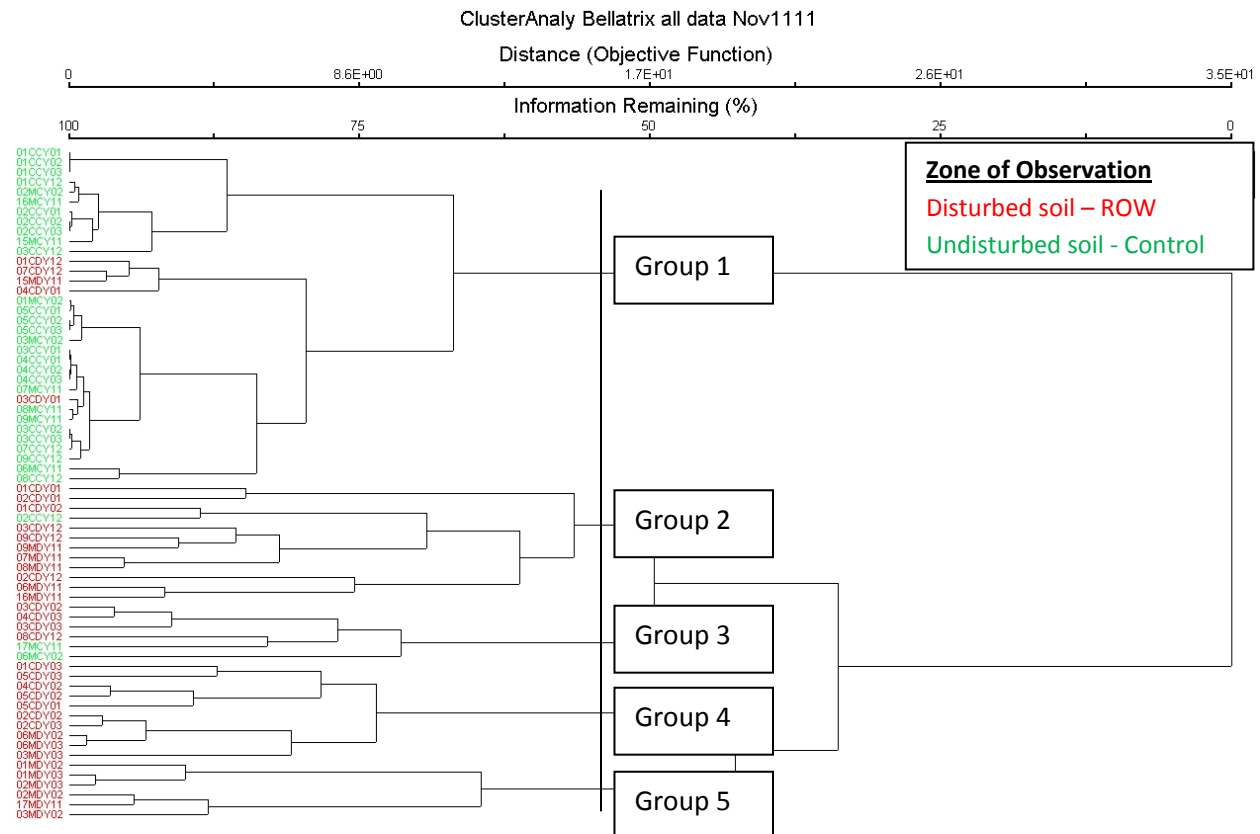 ClusterAnaly Bellatrix all data Nov1111
Distance (Objective Function)
0 8.6E+00 1.7E+01 2.6E+01 3.5E+01
Information Remaining (%)
100 75 50 25 0
Zone of Observation
Disturbed soil – ROW
Undisturbed soil - Control
01CCY01
01CCY02
01CCY03
01CCY12
02MCY02
16MCY11
02CCY01
02CCY02
02CCY03
15MCY11
03CCY12
01CDY12
07CDY12
15MDY11
04CDY01
01MCY02
05CCY01
05CCY02
05CCY03
03MCY02
03CCY01
04CCY01
04CCY02
04CCY03
07MCY11
03CDY01
08MCY11
09MCY11
03CCY02
03CCY03
07CCY12
09CCY12
06MCY11
08CCY12
01CDY01
02CDY01
01CDY02
02CCY12
03CDY12
09CDY12
09MDY11
07MDY11
08MDY11
02CDY12
06MDY11
16MDY11
03CDY02
04CDY03
03CDY03
08CDY12
17MCY11
06MCY02
01CDY03
05CDY03
04CDY02
05CDY02
05CDY01
02CDY02
02CDY03
06MDY02
06MDY03
03MDY03
01MDY02
01MDY03
02MDY03
02MDY02
17MDY11
03MDY02
Group 1
Group 2
Group 3
Group 4
Group 5